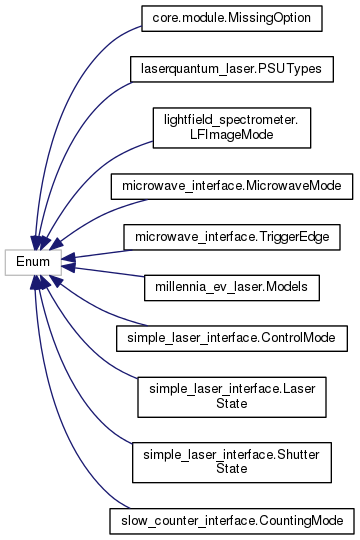 core.module.MissingOption
laserquantum_laser.PSUTypes
lightfield_spectrometer.
LFImageMode
microwave_interface.MicrowaveMode
microwave_interface.TriggerEdge
Enum
millennia_ev_laser.Models
simple_laser_interface.ControlMode
simple_laser_interface.Laser
State
simple_laser_interface.Shutter
State
slow_counter_interface.CountingMode